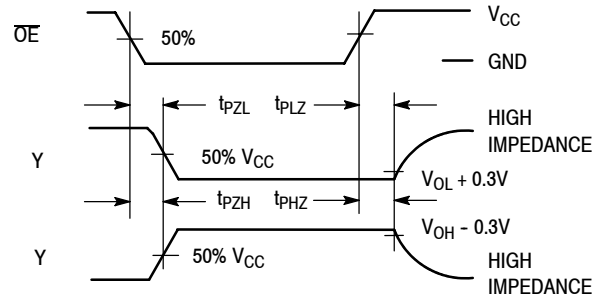 OE
50%
VCC
GND
tPZL
tPLZ
HIGH
IMPEDANCE
Y
50% VCC
VOL + 0.3V
tPZH
tPHZ
VOH - 0.3V
Y
50% VCC
HIGH
IMPEDANCE